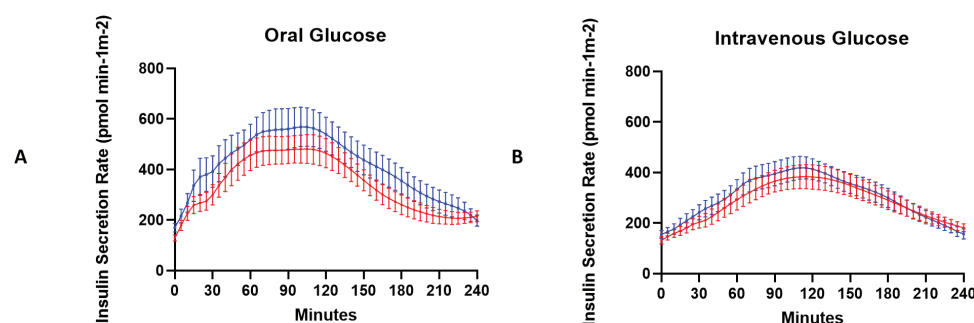 A
Oral Glucose
Insulin Secretion Rate (pmol min-1m-2)
800
600
400
200
0
0 30 60 90 120 150 180 210 240
Minutes
B
Intravenous Glucose
Insulin Secretion Rate (pmol min-1m-2)
800
600
400
200
0
0 30 60 90 120 150 180 210 240
Minutes